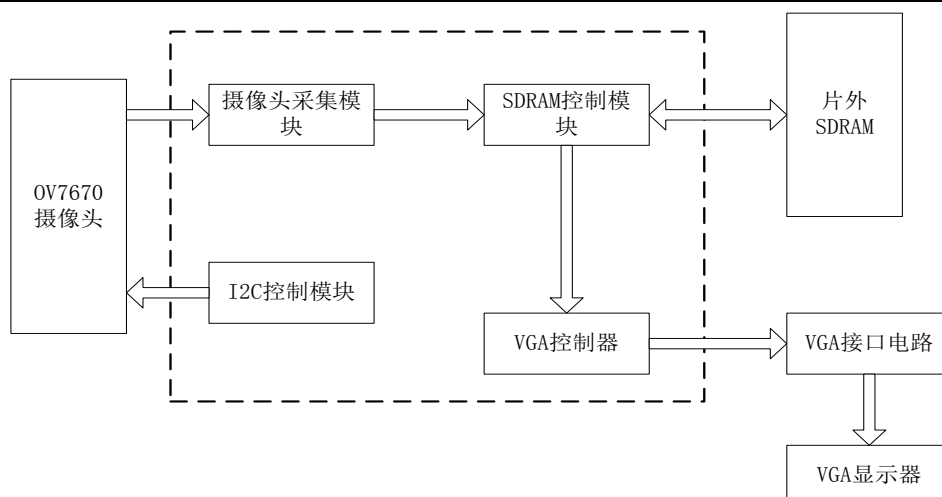 OV7670
摄像头
摄像头采集模
块
SDRAM控制模
块
片外
SDRAM
I2C控制模块
VGA控制器
VGA接口电路
VGA显示器